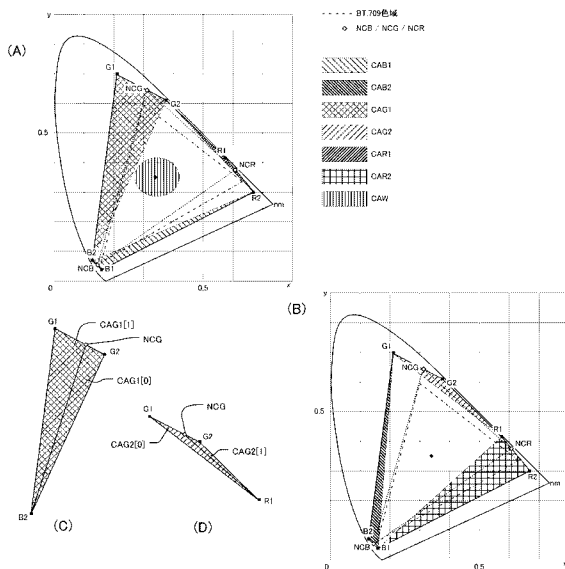 (A)
y
G1
NCG
G2
0.5
R1
NCR
R2
nm
B2
NCB
B1
0
0.5
x
BT.709色域
NCB / NCG / NCR
CAB1
CAB2
CAG1
CAG2
CAR1
CAR2
CAW
(B)
y
G1
NCG
G2
0.5
R1
NCR
R2
nm
B2
NCB
B1
0
0.5
x
G1
CAG1[1]
NCG
G2
CAG1[0]
B2
(C)
G1
NCG
G2
CAG2[0]
CAG2[1]
R1
(D)